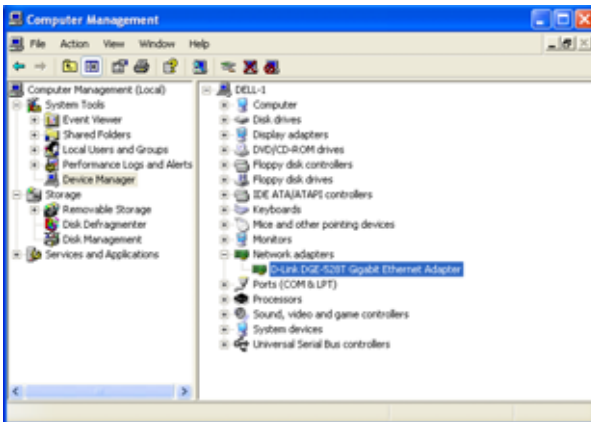 Computer Management
File Action View Window Help
Computer Management (Local)
System Tools
Event Viewer
Shared Folders
Local Users and Groups
Performance Logs and Alerts
Device Manager
Storage
Removable Storage
Disk Defragmenter
Disk Management
Services and Applications
DELL-1
Computer
Disk drives
Display adapters
DVD/CD-ROM drives
Floppy disk controllers
Floppy disk drives
IDE ATA/ATAPI controllers
Keyboards
Mice and other pointing devices
Monitors
Network adapters
D-Link DGE-528T Gigabit Ethernet Adapter
Ports (COM & LPT)
Processors
Sound, video and game controllers
System devices
Universal Serial Bus controllers